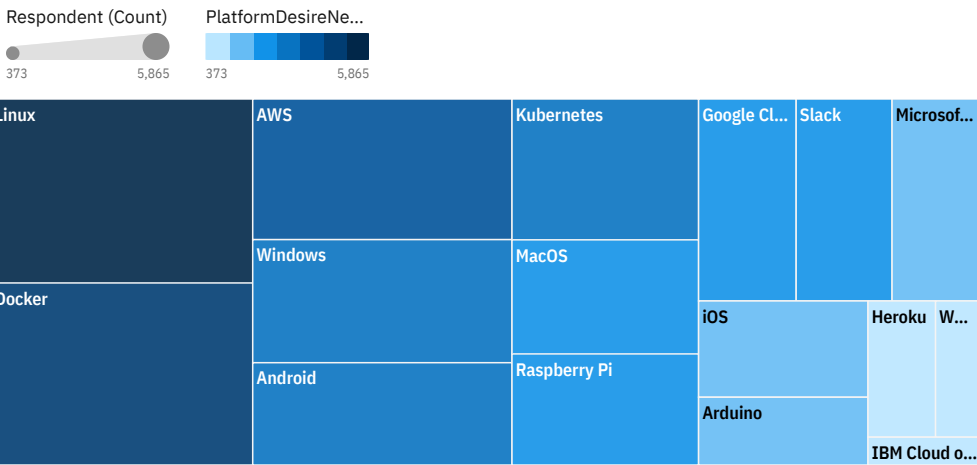 Respondent (Count)
PlatformDesireNe...
373
5,865
373
5,865
Linux
AWS
Kubernetes
Google Cl...
Slack
Microsof...
Windows
MacOS
Docker
iOS
Heroku
W...
Android
Raspberry Pi
Arduino
IBM Cloud o...